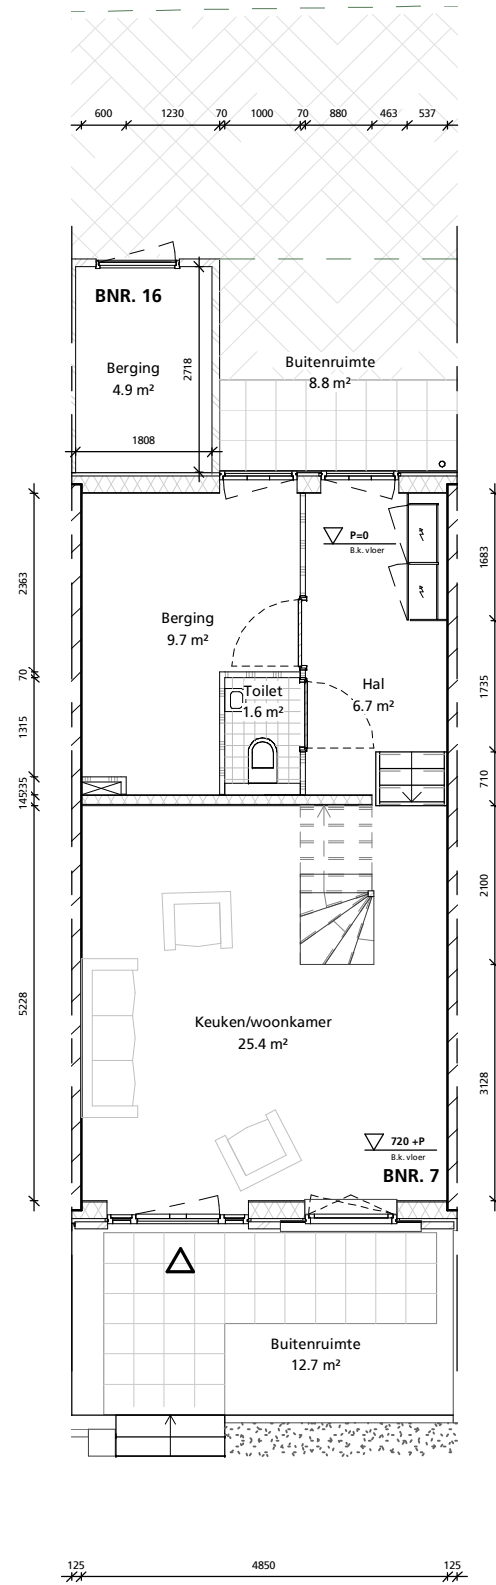 600 1230 70 1000 70 880 463 537
BNR. 16
Berging
4.9 m²
2718
1808
Buitenruimte
8.8 m²
P=0
B.k. vloer
Berging
9.7 m²
Toilet
1.6 m²
Hal
6.7 m²
2363
70
1315
235
145
5228
1683
1735
710
2100
3128
Keuken/woonkamer
25.4 m²
720 +P
B.k. vloer
BNR. 7
Buitenruimte
12.7 m²
125 4850 125